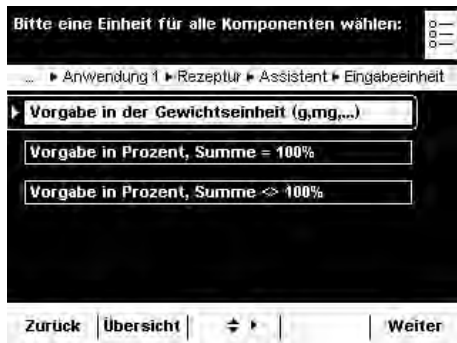 Bitte eine Einheit für alle Komponenten wählen:
... ▸ Anwendung 1 ▸ Rezeptur ▸ Assistent ▸ Eingabeeinheit
Vorgabe in der Gewichtseinheit (g,mg,...)
Vorgabe in Prozent, Summe = 100%
Vorgabe in Prozent, Summe <> 100%
Zurück Übersicht Weiter